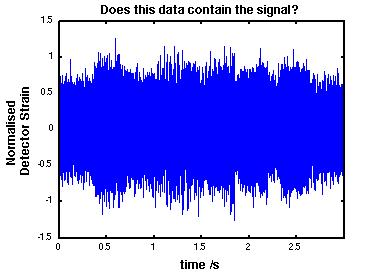 Does this data contain the signal?
1.5
1
0.5
0
-0.5
-1
-1.5
Normalised
Detector Strain
0 0.5 1 1.5 2 2.5
time /s